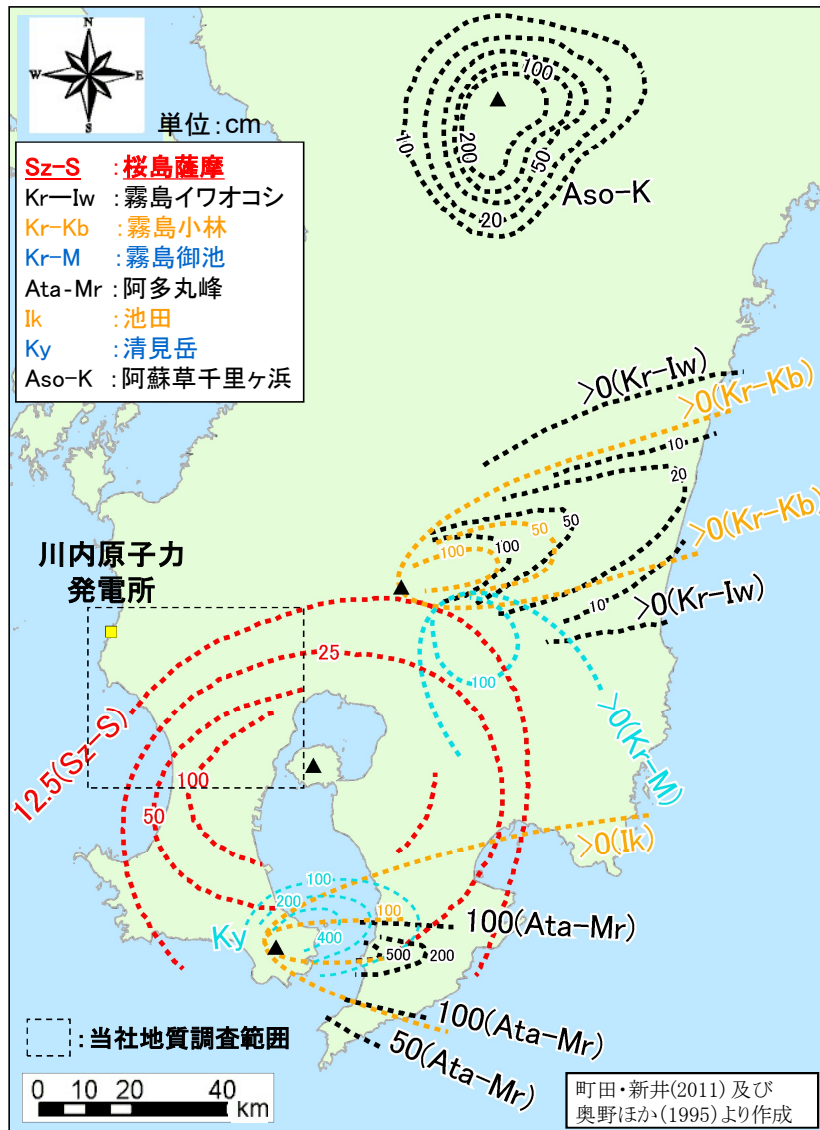 N
W E
S
単位:cm
Sz-S :桜島薩摩
Kr-Iw :霧島イワオコシ
Kr-Kb :霧島小林
Kr-M :霧島御池
Ata-Mr :阿多丸峰
Ik :池田
Ky :清見岳
Aso-K :阿蘇草千里ヶ浜
100
10
200
50
20
Aso-K
>0(Kr-Iw)
>0(Kr-Kb)
10
20
>0(Kr-Kb)
50
50
100
100
10
>0(Kr-Iw)
川内原子力
発電所
25
100
>0(Kr-M)
12.5(Sz-S)
100
50
>0(Ik)
100
200
100
Ky
400
100(Ata-Mr)
500
200
100(Ata-Mr)
50(Ata-Mr)
:当社地質調査範囲
0 10 20 40
km
町田・新井(2011) 及び
奥野ほか(1995)より作成